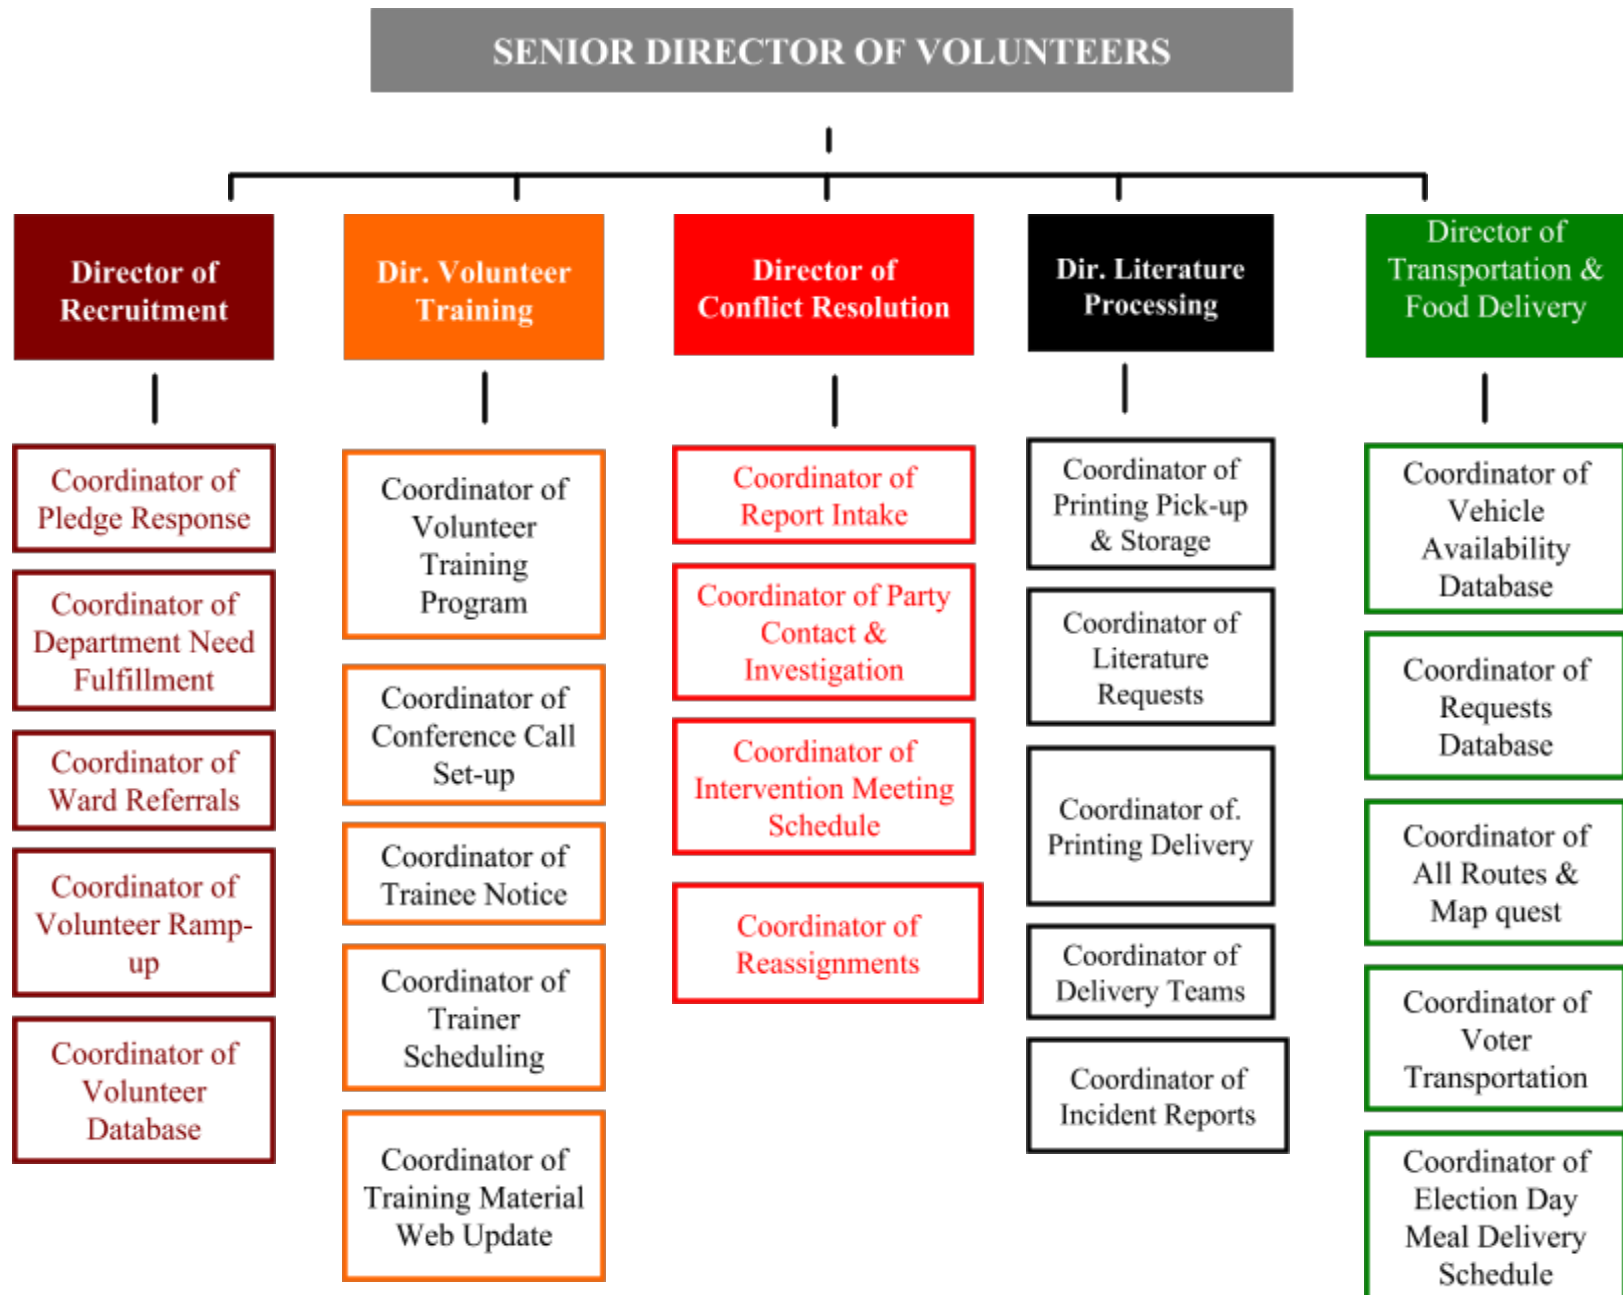 SENIOR DIRECTOR OF VOLUNTEERS
Director of
Recruitment
Coordinator of
Pledge Response
Coordinator of
Department Need
Fulfillment
Coordinator of
Ward Referrals
Coordinator of
Volunteer Ramp-
up
Coordinator of
Volunteer
Database
Dir. Volunteer
Training
Coordinator of
Volunteer
Training
Program
Coordinator of
Conference Call
Set-up
Coordinator of
Trainee Notice
Coordinator of
Trainer
Scheduling
Coordinator of
Training Material
Web Update
Director of
Conflict Resolution
Coordinator of
Report Intake
Coordinator of Party
Contact &
Investigation
Coordinator of
Intervention Meeting
Schedule
Coordinator of
Reassignments
Dir. Literature
Processing
Coordinator of
Printing Pick-up
& Storage
Coordinator of
Literature
Requests
Coordinator of.
Printing Delivery
Coordinator of
Delivery Teams
Coordinator of
Incident Reports
Director of
Transportation &
Food Delivery
Coordinator of
Vehicle
Availability
Database
Coordinator of
Requests
Database
Coordinator of
All Routes &
Map quest
Coordinator of
Voter
Transportation
Coordinator of
Election Day
Meal Delivery
Schedule